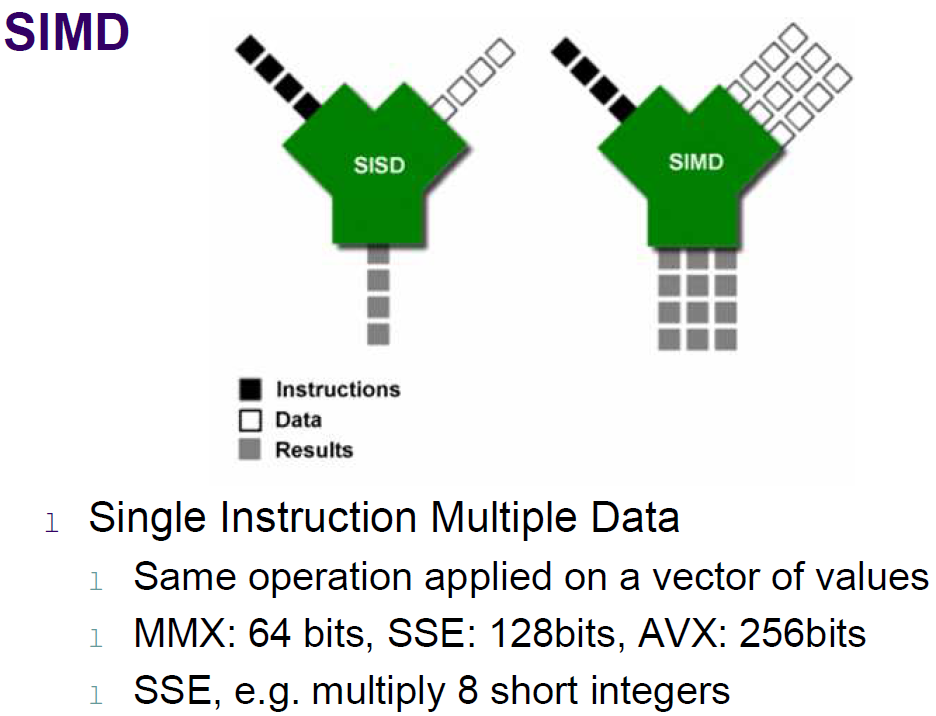 SIMD
SISD
SIMD
Instructions
Data
Results
l Single Instruction Multiple Data
l Same operation applied on a vector of values
l MMX: 64 bits, SSE: 128bits, AVX: 256bits
l SSE, e.g. multiply 8 short integers